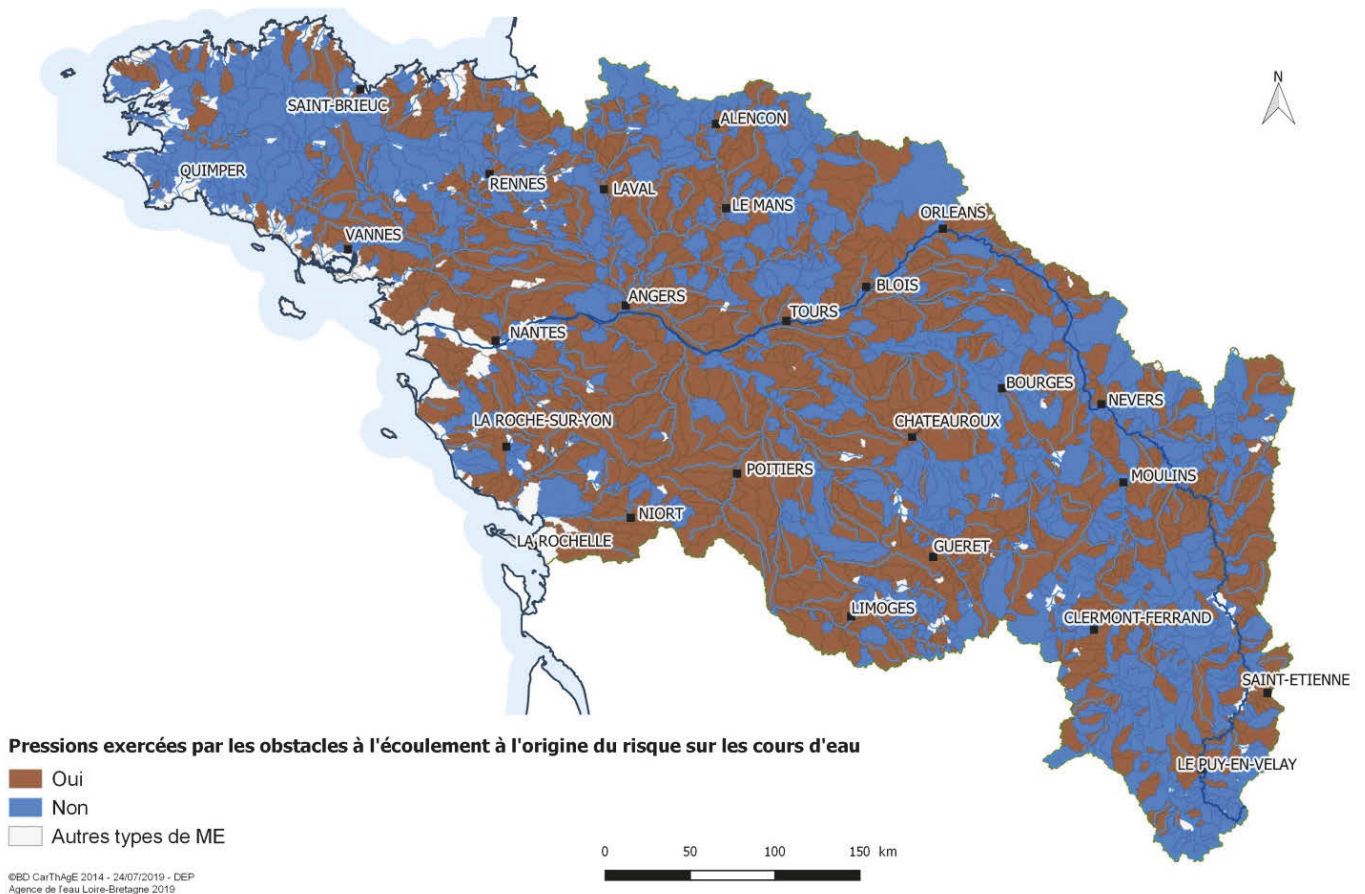 N
SAINT-BRIEUC
ALENCON
QUIMPER
RENNES
LAVAL
LE MANS
ORLEANS
VANNES
BLOIS
ANGERS
TOURS
NANTES
BOURGES
NEVERS
LA ROCHE-SUR-YON
CHATEAUROUX
POITIERS
MOULINS
NIORT
LA ROCHELLE
GUERET
LIMOGES
CLERMONT-FERRAND
SAINT-ETIENNE
LE PUY-EN-VELAY
Pressions exercées par les obstacles à l'écoulement à l'origine du risque sur les cours d'eau
Oui
Non
Autres types de ME
0 50 100 150 km
©BD CarThAgE 2014 - 24/07/2019 - DEP
Agence de l'eau Loire-Bretagne 2019